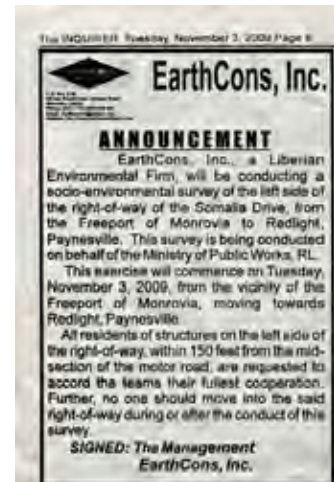 The INQUIRER Tuesday, November 3, 2009 Page 6
EarthCons, Inc.
ANNOUNCEMENT
EarthCons, Inc., a Liberian
Environmental Firm, will be conducting a
socio-environmental survey of the left side of
the right-of-way of the Somalia Drive, from
the Freeport of Monrovia to Redlight,
Paynesville. This survey is being conducted
on behalf of the Ministry of Public Works, RL.
This exercise will commence on Tuesday,
November 3, 2009, from the vicinity of the
Freeport of Monrovia, moving towards
Redlight, Paynesville.
All residents of structures on the left side of
the right-of-way, within 150 feet from the mid-
section of the motor road, are requested to
accord the teams their fullest cooperation.
Further, no one should move into the said
right-of-way during or after the conduct of this
survey.
SIGNED: The Management
EarthCons, Inc.